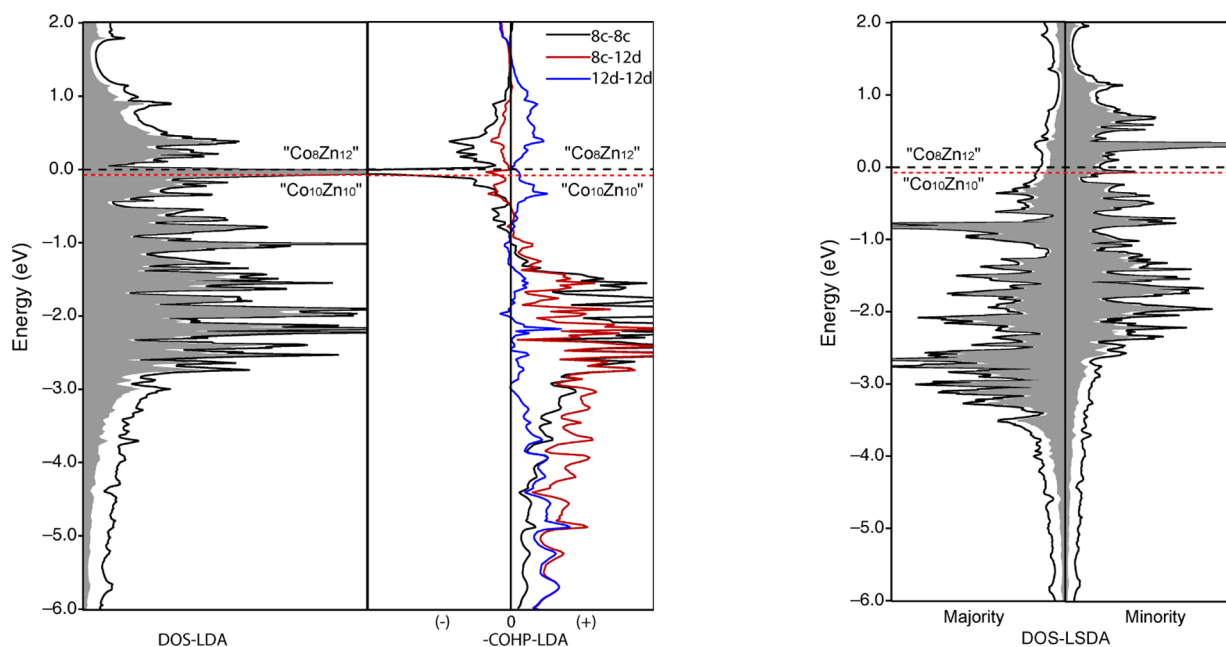 2.0
1.0
0.0
−1.0
−2.0
−3.0
−4.0
−5.0
−6.0
Energy (eV)
"Co₈Zn₁₂"
"Co₁₀Zn₁₀"
DOS-LDA
8c-8c
8c-12d
12d-12d
"Co₈Zn₁₂"
"Co₁₀Zn₁₀"
(-) 0 (+)
-COHP-LDA
2.0
1.0
0.0
−1.0
−2.0
−3.0
−4.0
−5.0
−6.0
Energy (eV)
"Co₈Zn₁₂"
"Co₁₀Zn₁₀"
Majority Minority
DOS-LSDA